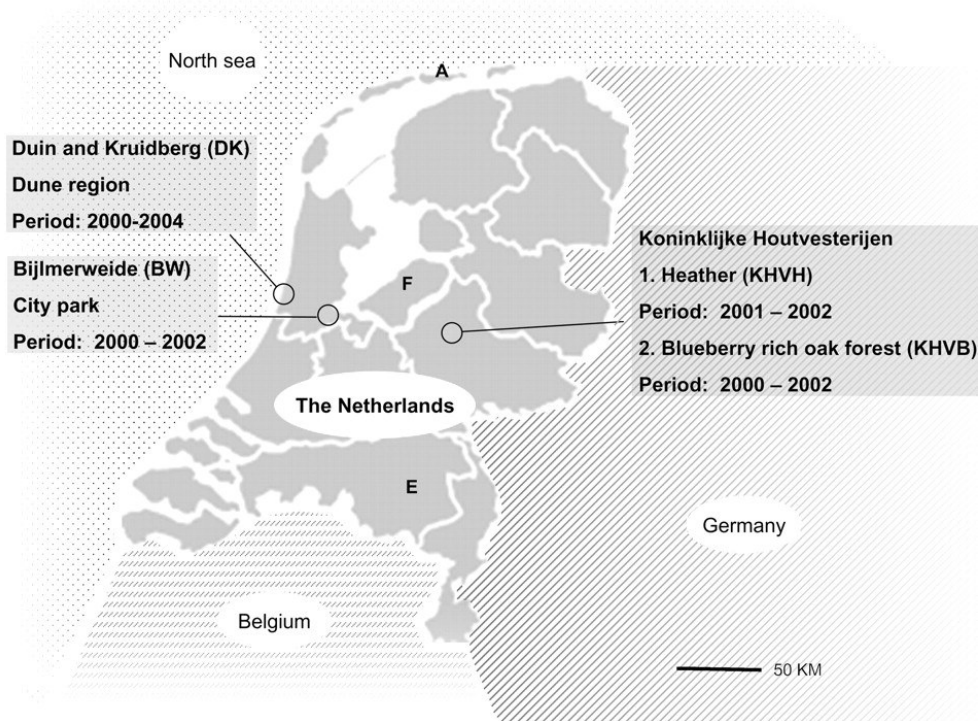 North sea
A
Duin and Kruidberg (DK)
Dune region
Period: 2000-2004
Bijlmerweide (BW)
City park
Period: 2000 – 2002
F
Koninklijke Houtvesterijen
1. Heather (KHVH)
Period: 2001 – 2002
2. Blueberry rich oak forest (KHVB)
Period: 2000 – 2002
The Netherlands
E
Germany
Belgium
50 KM